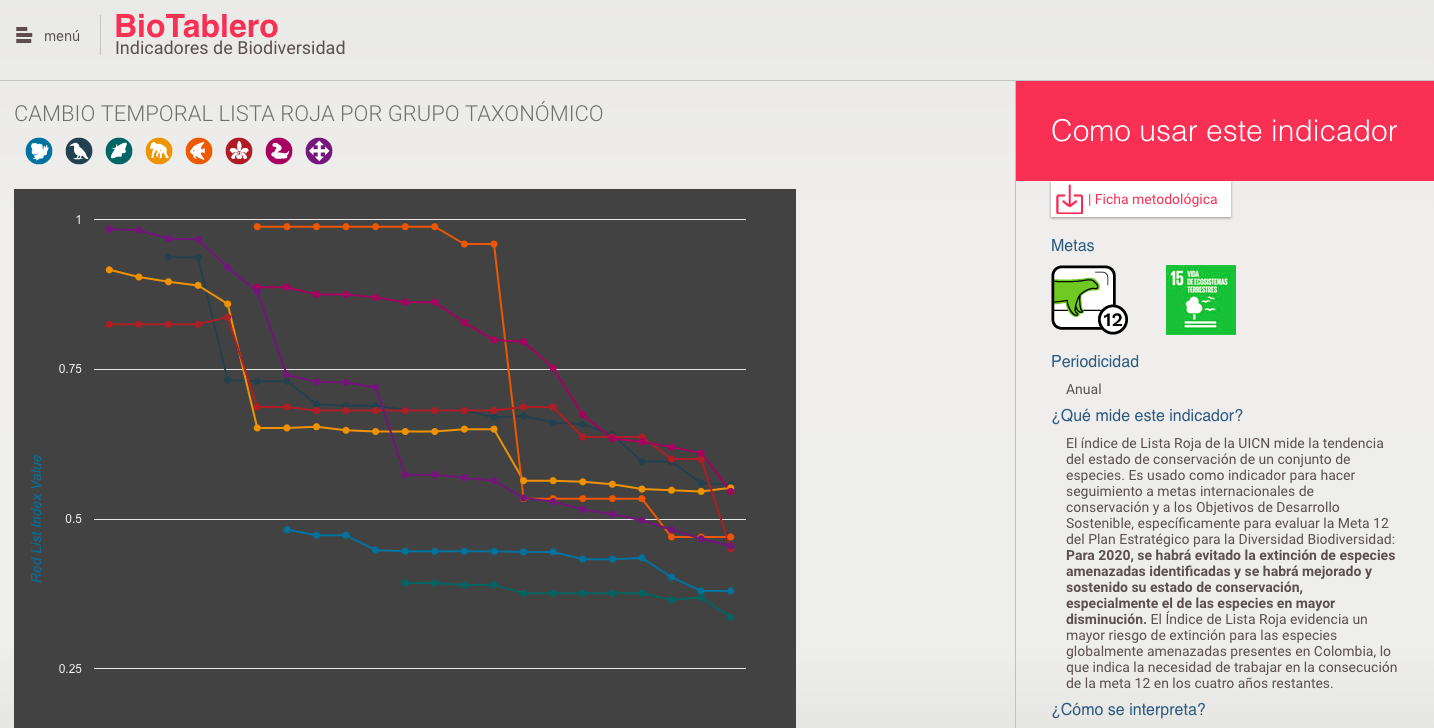 menú
BioTablero
Indicadores de Biodiversidad
CAMBIO TEMPORAL LISTA ROJA POR GRUPO TAXONÓMICO
1
0.75
0.5
0.25
Red List Index Value
Como usar este indicador
| Ficha metodológica
Metas
12
15 VIDA
DE ECOSISTEMAS
TERRESTRES
Periodicidad
Anual
¿Qué mide este indicador?
El índice de Lista Roja de la UICN mide la tendencia
del estado de conservación de un conjunto de
especies. Es usado como indicador para hacer
seguimiento a metas internacionales de
conservación y a los Objetivos de Desarrollo
Sostenible, específicamente para evaluar la Meta 12
del Plan Estratégico para la Diversidad Biodiversidad:
Para 2020, se habrá evitado la extinción de especies
amenazadas identificadas y se habrá mejorado y
sostenido su estado de conservación,
especialmente el de las especies en mayor
disminución. El Índice de Lista Roja evidencia un
mayor riesgo de extinción para las especies
globalmente amenazadas presentes en Colombia, lo
que indica la necesidad de trabajar en la consecución
de la meta 12 en los cuatro años restantes.
¿Cómo se interpreta?